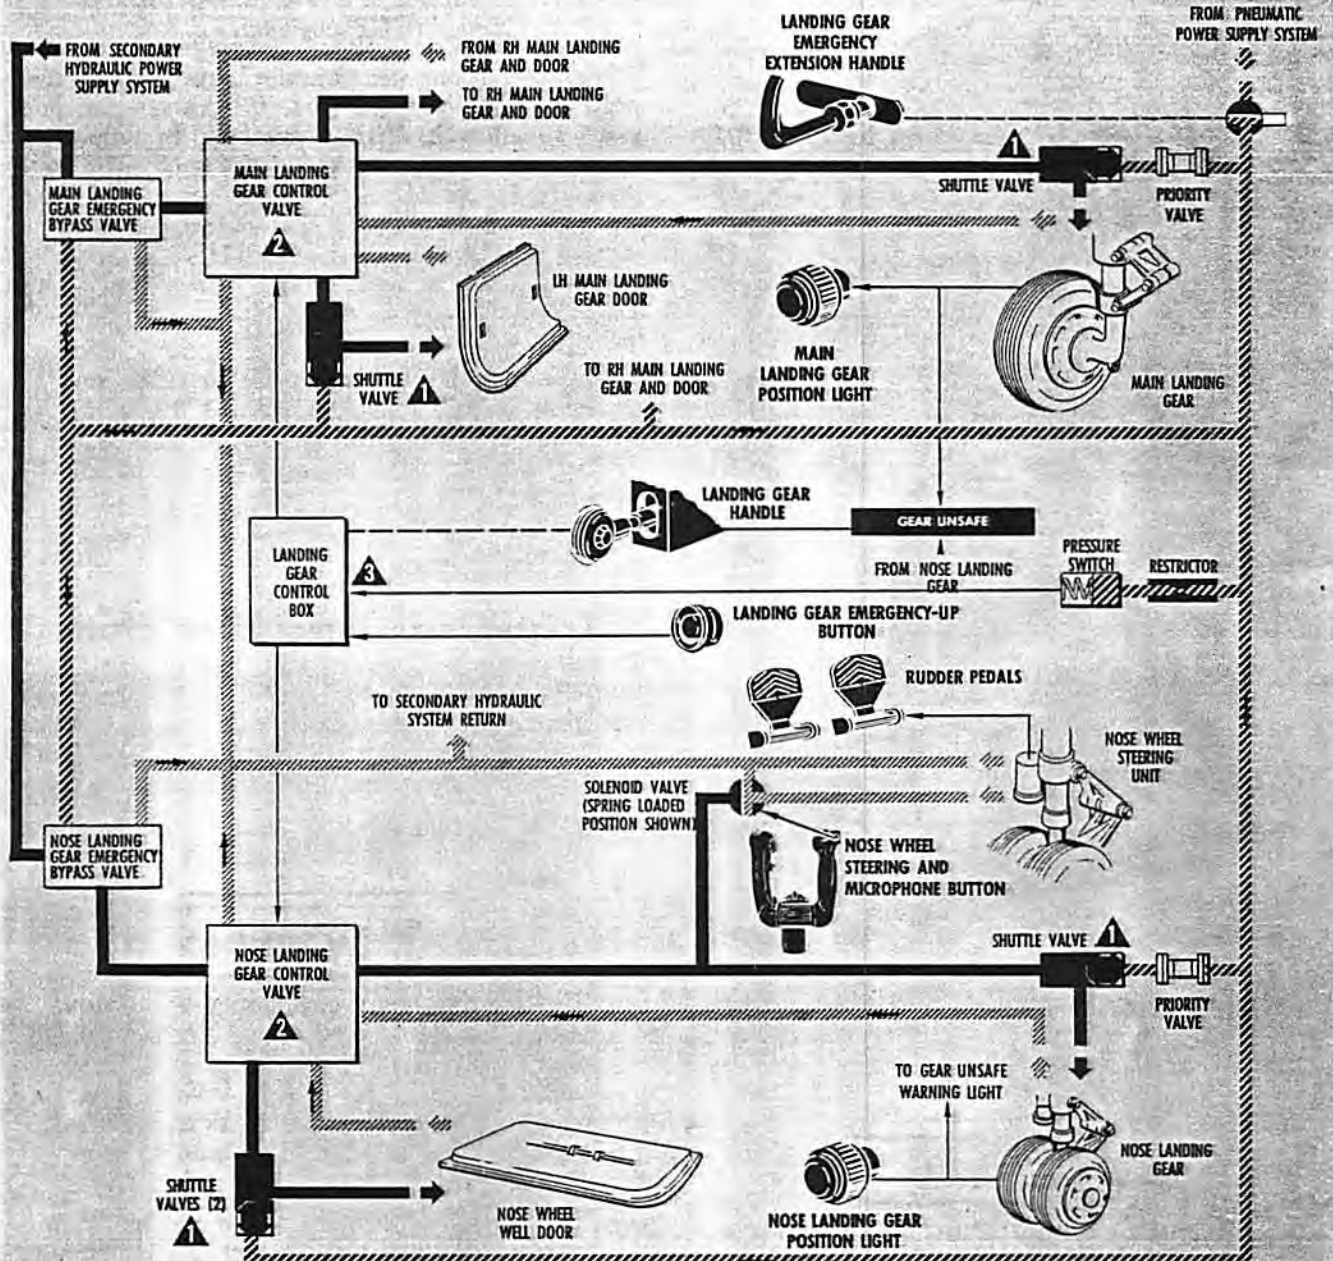 FROM SECONDARY
HYDRAULIC POWER
SUPPLY SYSTEM
FROM RH MAIN LANDING
GEAR AND DOOR
TO RH MAIN LANDING
GEAR AND DOOR
LANDING GEAR
EMERGENCY
EXTENSION HANDLE
FROM PNEUMATIC
POWER SUPPLY SYSTEM
MAIN LANDING
GEAR EMERGENCY
BYPASS VALVE
MAIN LANDING
GEAR CONTROL
VALVE
2
1
SHUTTLE VALVE
PRIORITY
VALVE
LH MAIN LANDING
GEAR DOOR
SHUTTLE
VALVE 1
TO RH MAIN LANDING
GEAR AND DOOR
MAIN
LANDING GEAR
POSITION LIGHT
MAIN LANDING
GEAR
LANDING
GEAR
CONTROL
BOX
3
LANDING GEAR
HANDLE
GEAR UNSAFE
FROM NOSE LANDING
GEAR
PRESSURE
SWITCH
RESTRICTOR
LANDING GEAR EMERGENCY-UP
BUTTON
RUDDER PEDALS
TO SECONDARY HYDRAULIC
SYSTEM RETURN
NOSE WHEEL
STEERING
UNIT
SOLENOID VALVE
(SPRING LOADED
POSITION SHOWN)
NOSE LANDING
GEAR EMERGENCY
BYPASS VALVE
NOSE WHEEL
STEERING AND
MICROPHONE BUTTON
NOSE LANDING
GEAR CONTROL
VALVE
2
SHUTTLE VALVE 1
PRIORITY
VALVE
TO GEAR UNSAFE
WARNING LIGHT
NOSE LANDING
GEAR
SHUTTLE
VALVES (2)
1
NOSE WHEEL
WELL DOOR
NOSE LANDING GEAR
POSITION LIGHT